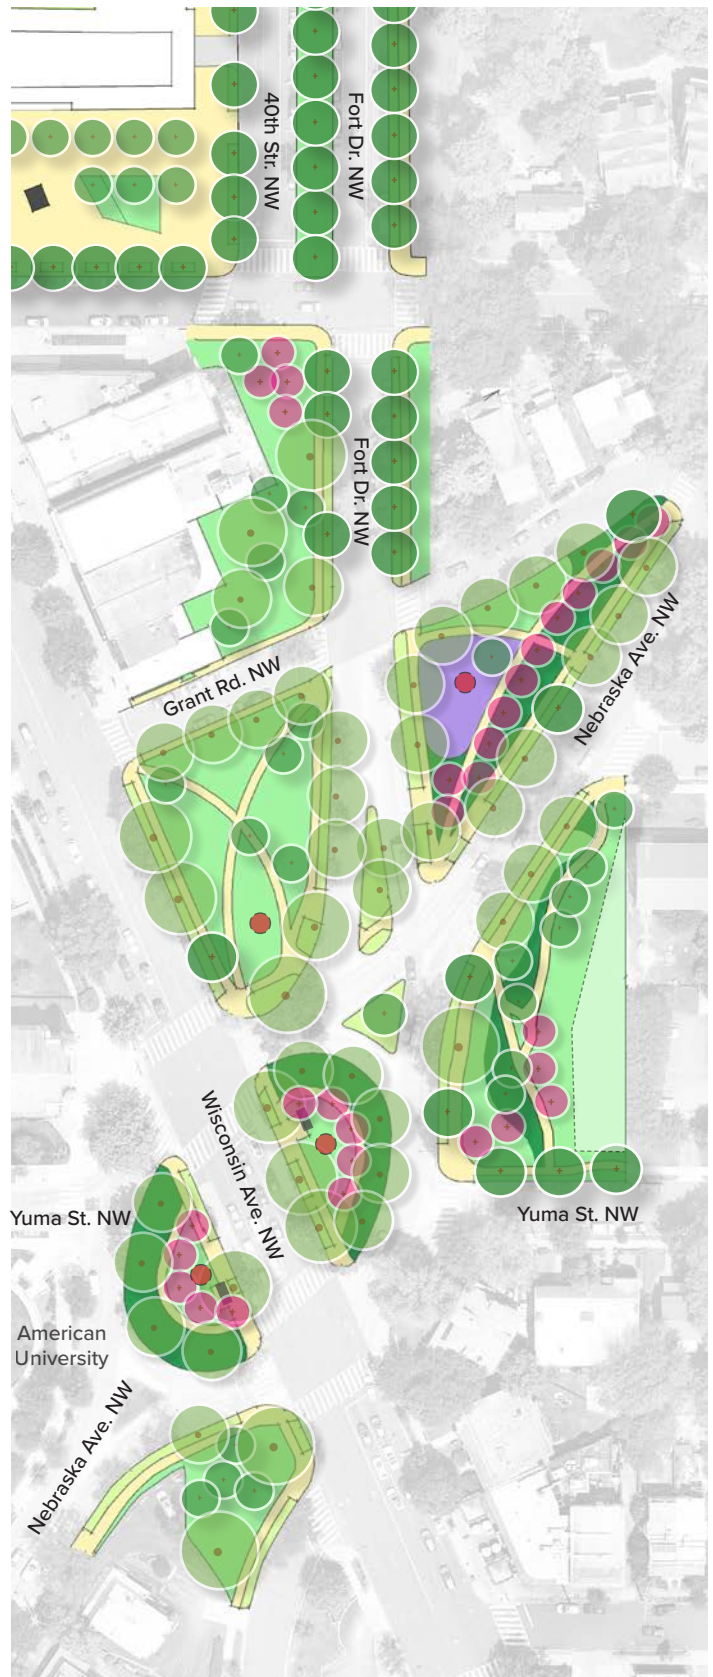 40th Str. NW
Fort Dr. NW
Fort Dr. NW
Grant Rd. NW
Nebraska Ave. NW
Wisconsin Ave. NW
Yuma St. NW
Yuma St. NW
American
University
Nebraska Ave. NW